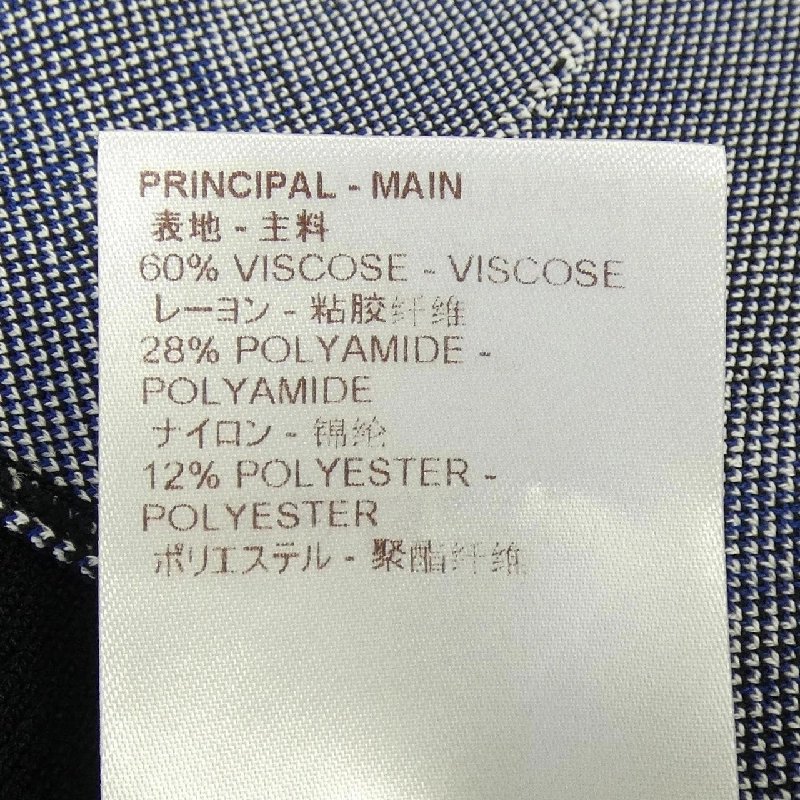 PRINCIPAL - MAIN
表地 - 主料
60% VISCOSE - VISCOSE
レーヨン - 粘胶纤维
28% POLYAMIDE -
POLYAMIDE
ナイロン - 锦纶
12% POLYESTER -
POLYESTER
ポリエステル - 聚酯纤维